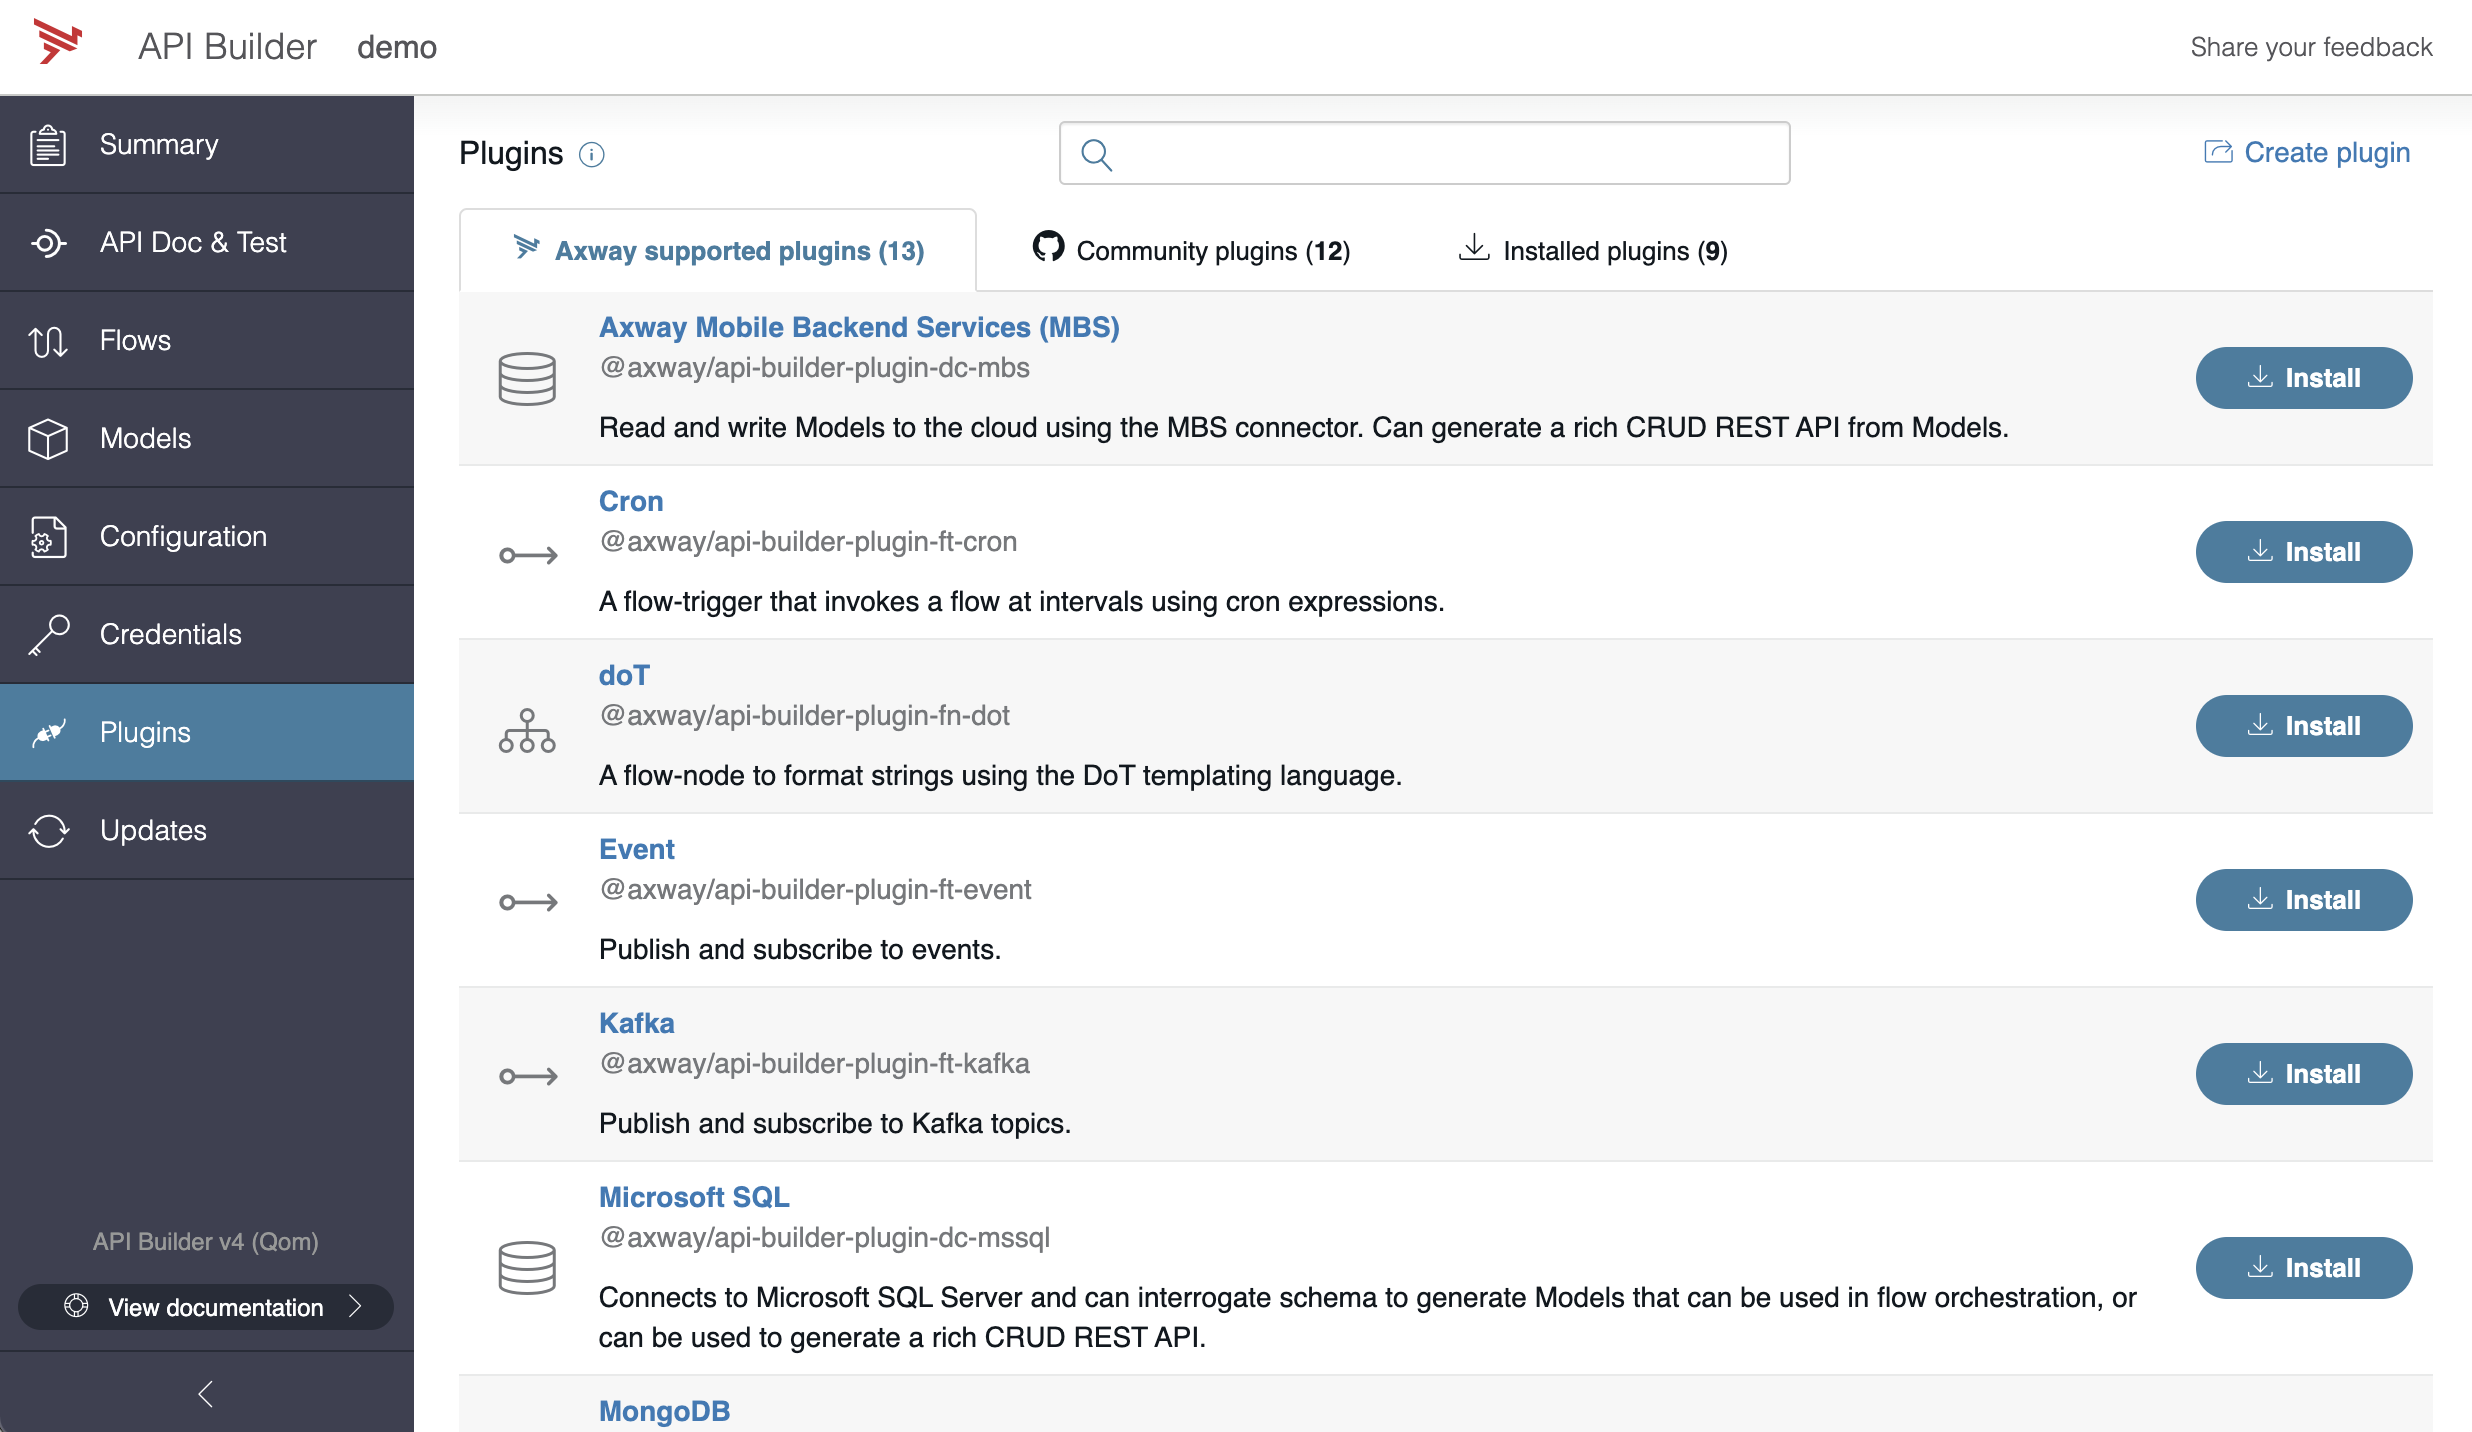 API Builder demo
Share your feedback
Summary
API Doc & Test
Flows
Models
Configuration
Credentials
Plugins
Updates
API Builder v4 (Qom)
View documentation
Plugins
Create plugin
Axway supported plugins (13)
Community plugins (12)
Installed plugins (9)
Axway Mobile Backend Services (MBS)
@axway/api-builder-plugin-dc-mbs
Read and write Models to the cloud using the MBS connector. Can generate a rich CRUD REST API from Models.
Install
Cron
@axway/api-builder-plugin-ft-cron
A flow-trigger that invokes a flow at intervals using cron expressions.
Install
doT
@axway/api-builder-plugin-fn-dot
A flow-node to format strings using the DoT templating language.
Install
Event
@axway/api-builder-plugin-ft-event
Publish and subscribe to events.
Install
Kafka
@axway/api-builder-plugin-ft-kafka
Publish and subscribe to Kafka topics.
Install
Microsoft SQL
@axway/api-builder-plugin-dc-mssql
Connects to Microsoft SQL Server and can interrogate schema to generate Models that can be used in flow orchestration, or
can be used to generate a rich CRUD REST API.
Install
MongoDB